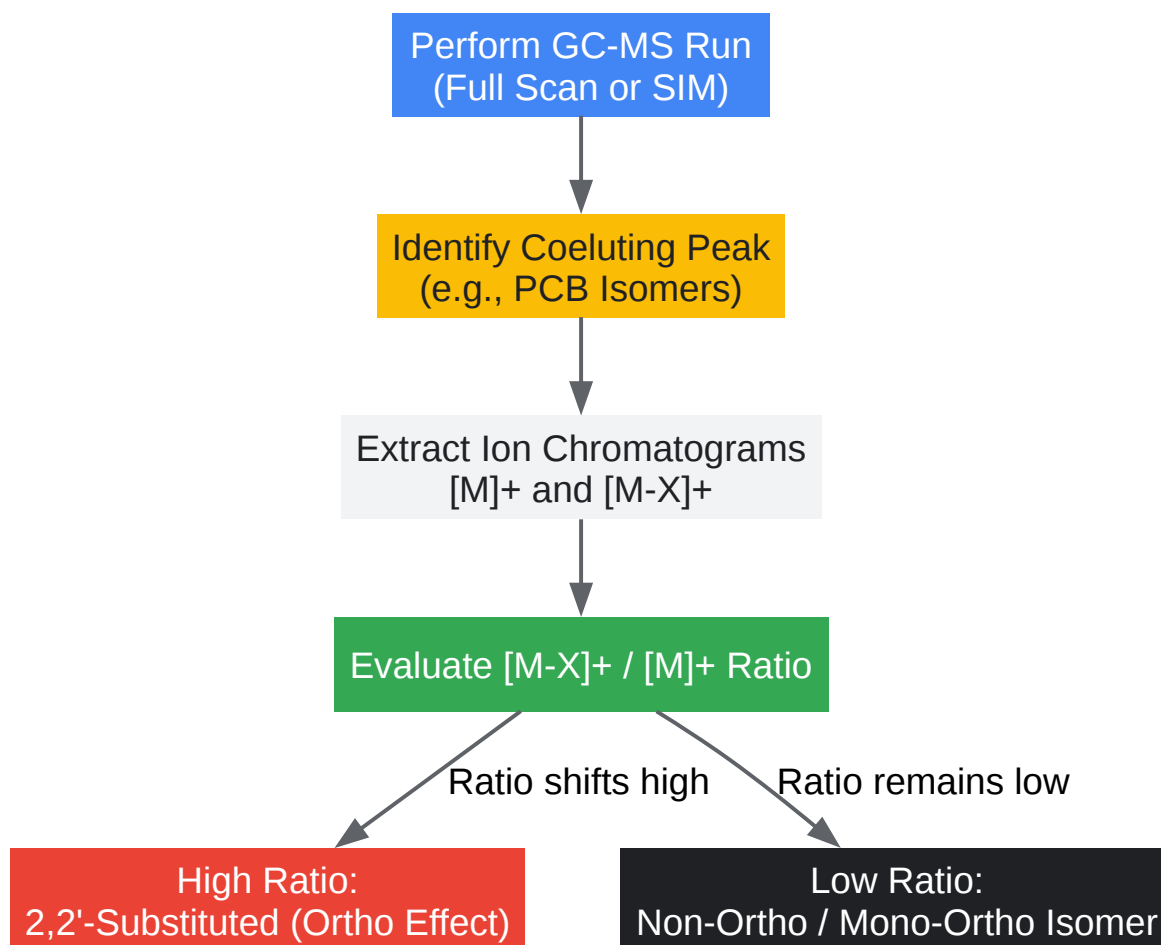 Perform GC-MS Run
(Full Scan or SIM)
Identify Coeluting Peak
(e.g., PCB Isomers)
Extract Ion Chromatograms
[M]+ and [M-X]+
Evaluate [M-X]+ / [M]+ Ratio
Ratio shifts high
Ratio remains low
High Ratio:
2,2'-Substituted (Ortho Effect)
Low Ratio:
Non-Ortho / Mono-Ortho Isomer